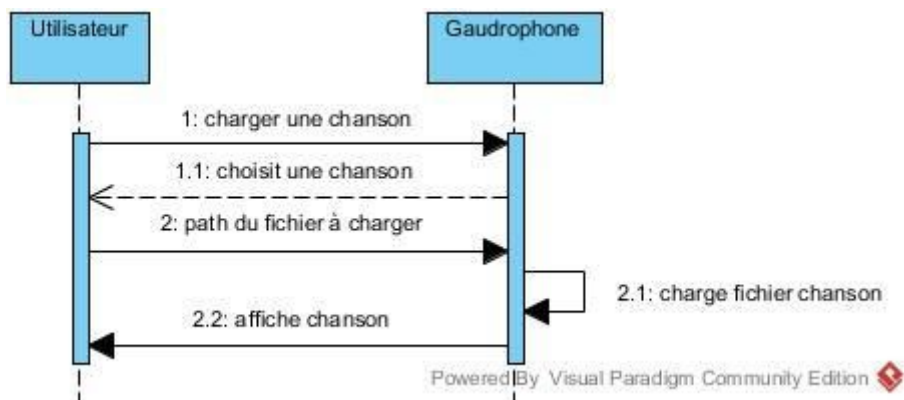 Utilisateur
Gaudrophone
1: charger une chanson
1.1: choisit une chanson
2: path du fichier à charger
2.1: charge fichier chanson
2.2: affiche chanson
Powered By Visual Paradigm Community Edition